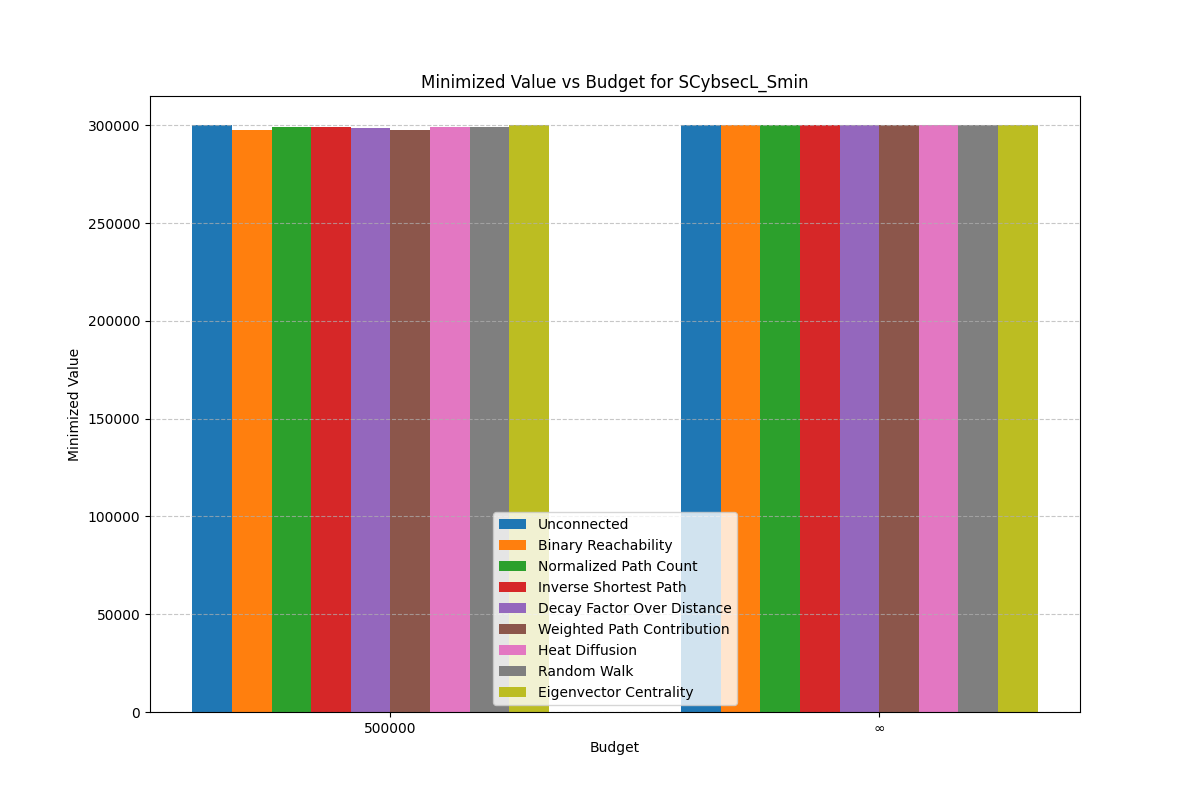 Minimized Value vs Budget for SCybsecL_Smin
Minimized Value
300000
250000
200000
150000
100000
50000
0
Unconnected
Binary Reachability
Normalized Path Count
Inverse Shortest Path
Decay Factor Over Distance
Weighted Path Contribution
Heat Diffusion
Random Walk
Eigenvector Centrality
500000
∞
Budget